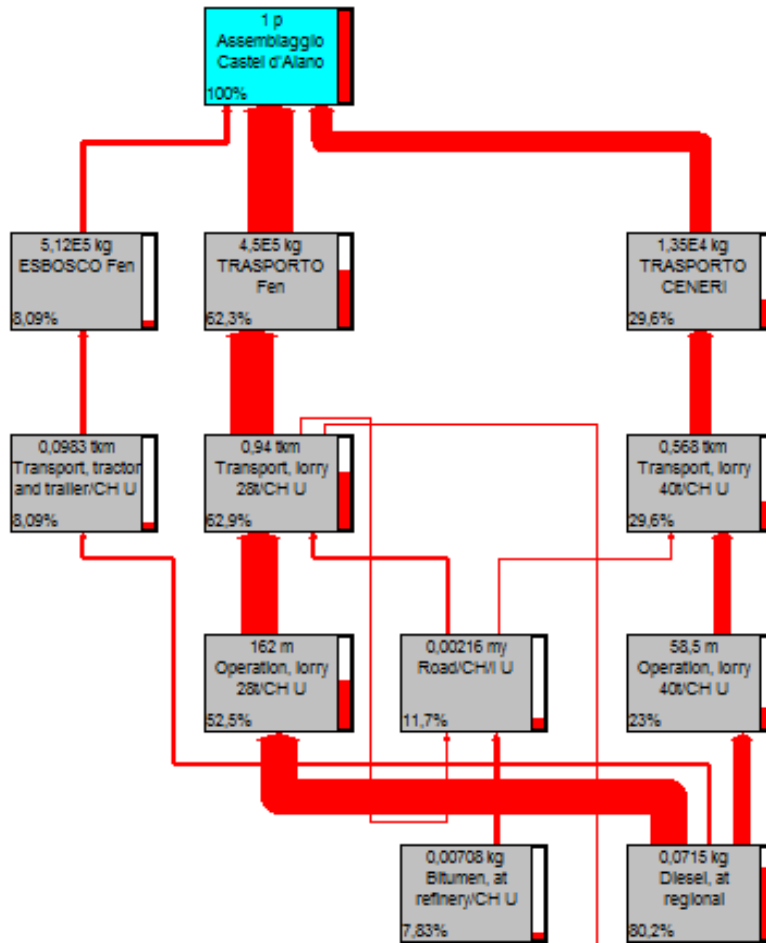 1 p
Assemblaggio
Castel d'Aiano
100%
5,12E5 kg
ESBOSCO Fen
8,09%
4,5E5 kg
TRASPORTO
Fen
62,3%
1,35E4 kg
TRASPORTO
CENERI
29,6%
0,0983 tkm
Transport, tractor
and trailer/CH U
8,09%
0,94 tkm
Transport, lorry
28t/CH U
62,9%
0,568 tkm
Transport, lorry
40t/CH U
29,6%
162 m
Operation, lorry
28t/CH U
52,5%
0,00216 my
Road/CH/I U
11,7%
58,5 m
Operation, lorry
40t/CH U
23%
0,00708 kg
Bitumen, at
refinery/CH U
7,83%
0,0715 kg
Diesel, at
regional
80,2%